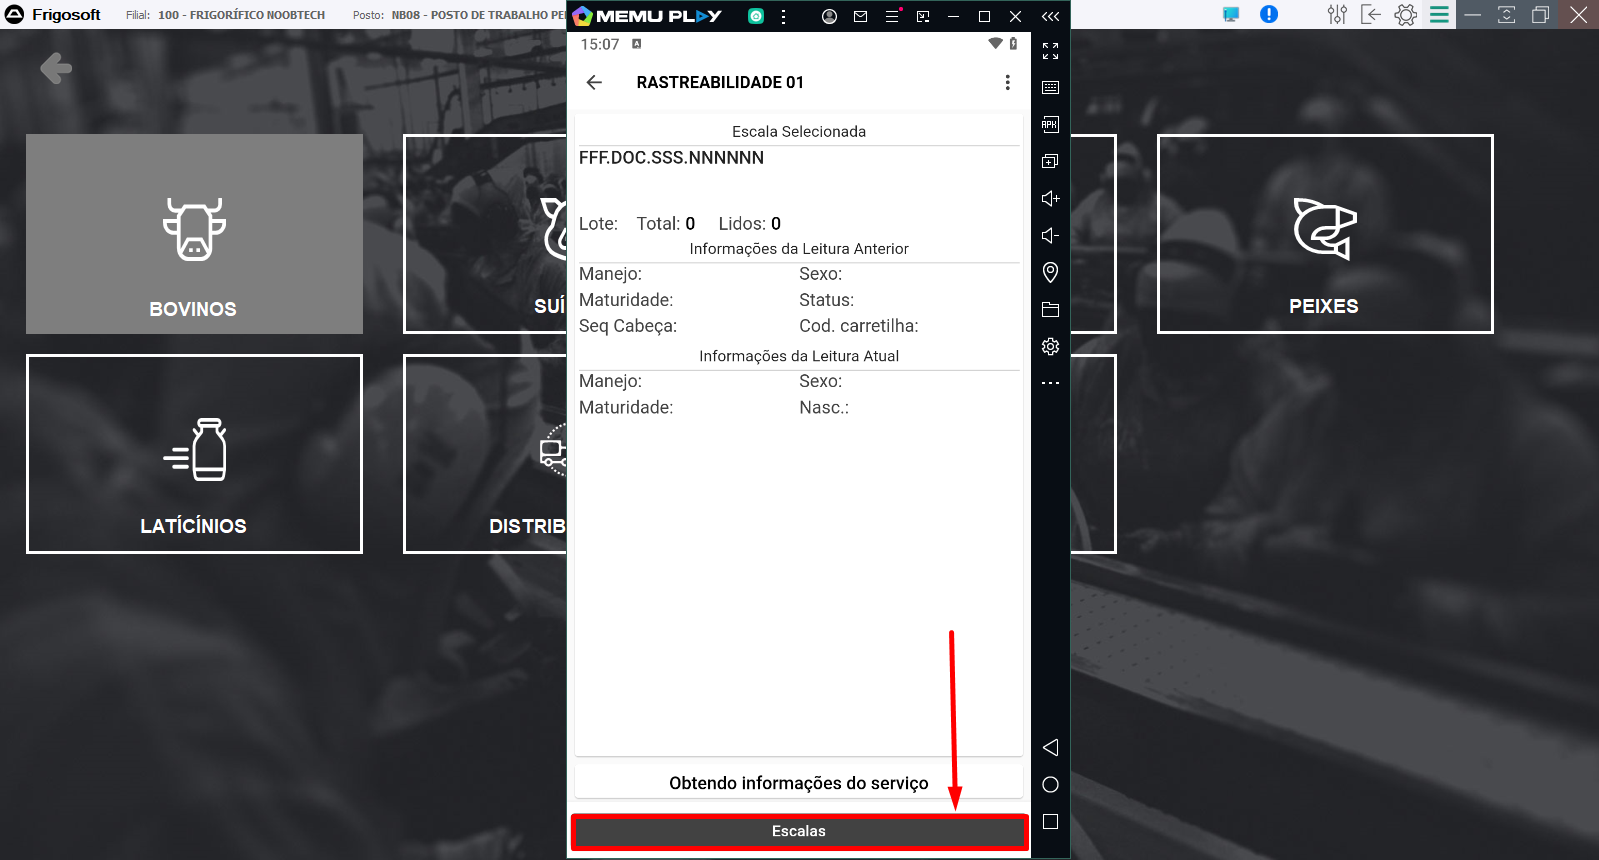 Frigosoft
Filial: 100 - FRIGORÍFICO NOOBTECH
Posto: NB08 - POSTO DE TRABALHO
MEMU PLAY
15:07
RASTREABILIDADE 01
Escala Selecionada
FFF.DOC.SSS.NNNNNN
Lote: Total: 0 Lidos: 0
Informações da Leitura Anterior
Manejo: Sexo:
Maturidade: Status:
Seq Cabeça: Cod. carretilha:
Informações da Leitura Atual
Manejo: Sexo:
Maturidade: Nasc.:
Obtendo informações do serviço
Escalas
APK
BOVINOS
SUÍ
PEIXES
LATÍCÍNIOS
DISTRIB